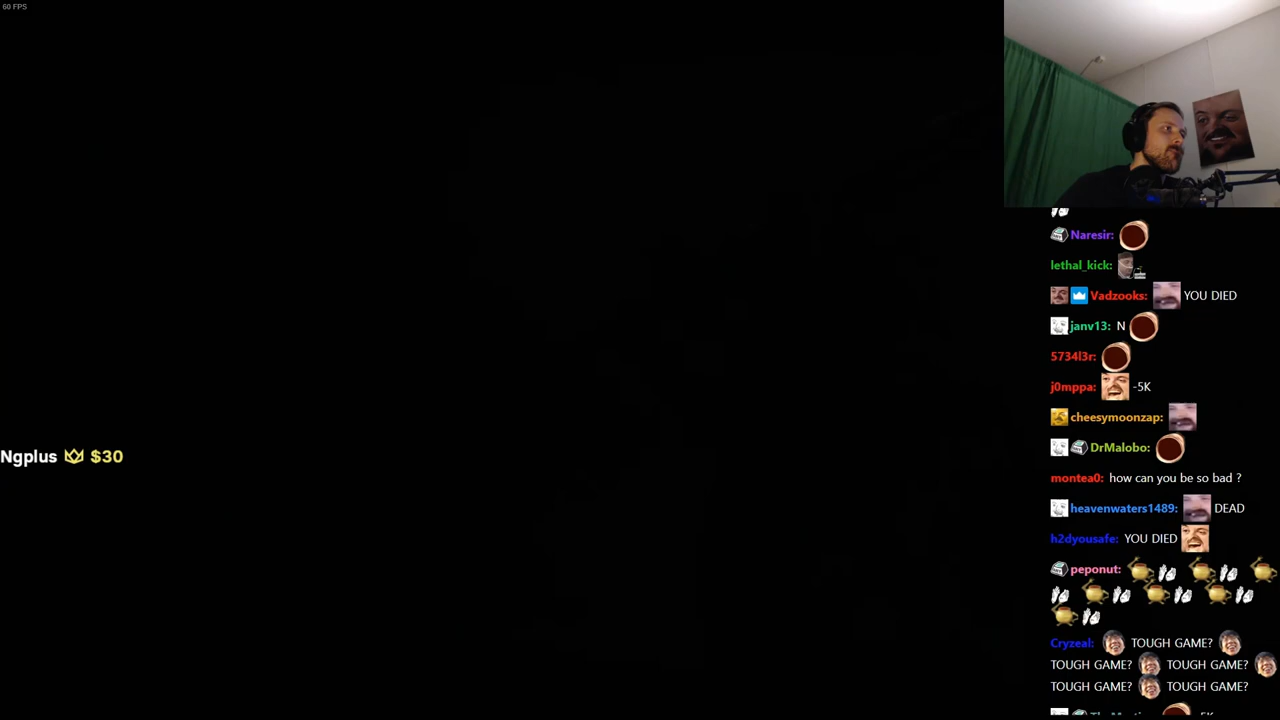 60 FPS
Naresir:
lethal_kick:
Vadzooks: YOU DIED
janv13: N
5734l3r:
j0mppa: -5K
cheesymoonzap:
DrMalobo:
montea0: how can you be so bad ?
Ngplus $30
heavenwaters1489: DEAD
h2dyousafe: YOU DIED
peponut:
Cryzeal: TOUGH GAME?
TOUGH GAME? TOUGH GAME?
TOUGH GAME? TOUGH GAME?